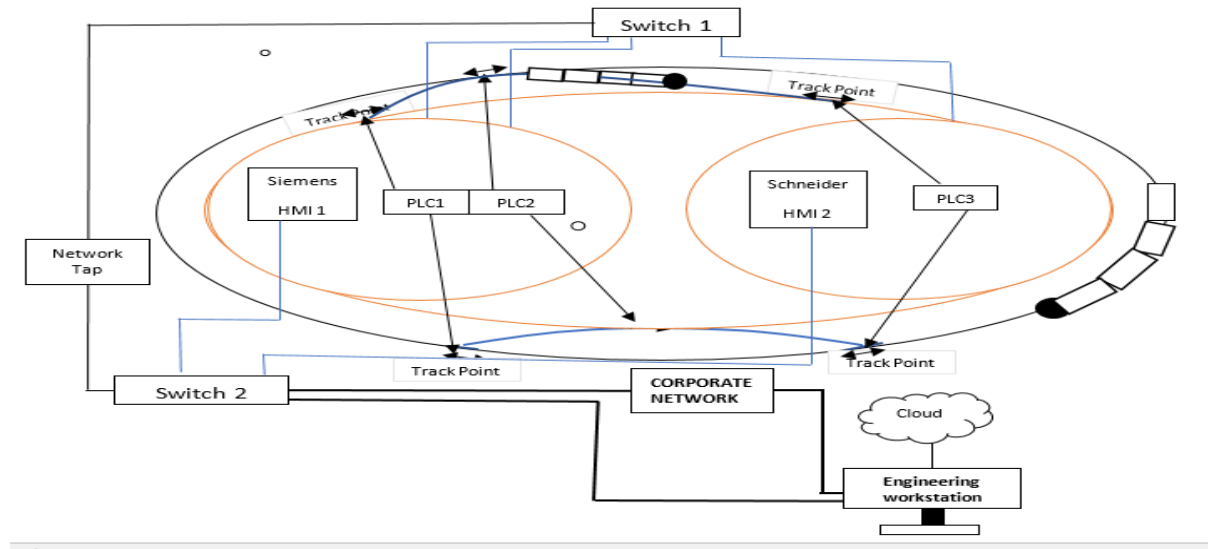 Switch 1
Track Point
Track Point
Siemens
HMI 1
PLC1
PLC2
Schneider
HMI 2
PLC3
Network
Tap
Track Point
Track Point
Switch 2
CORPORATE
NETWORK
Cloud
Engineering
workstation